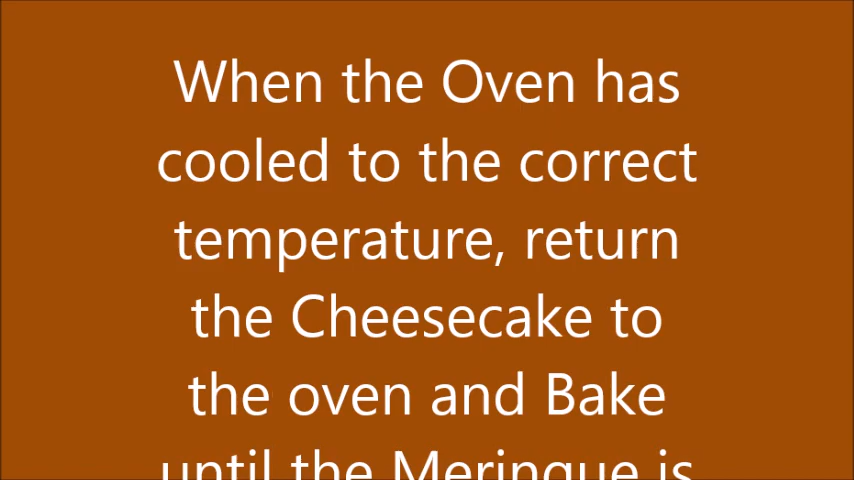 When the Oven has
cooled to the correct
temperature, return
the Cheesecake to
the oven and Bake
until the Meringue is